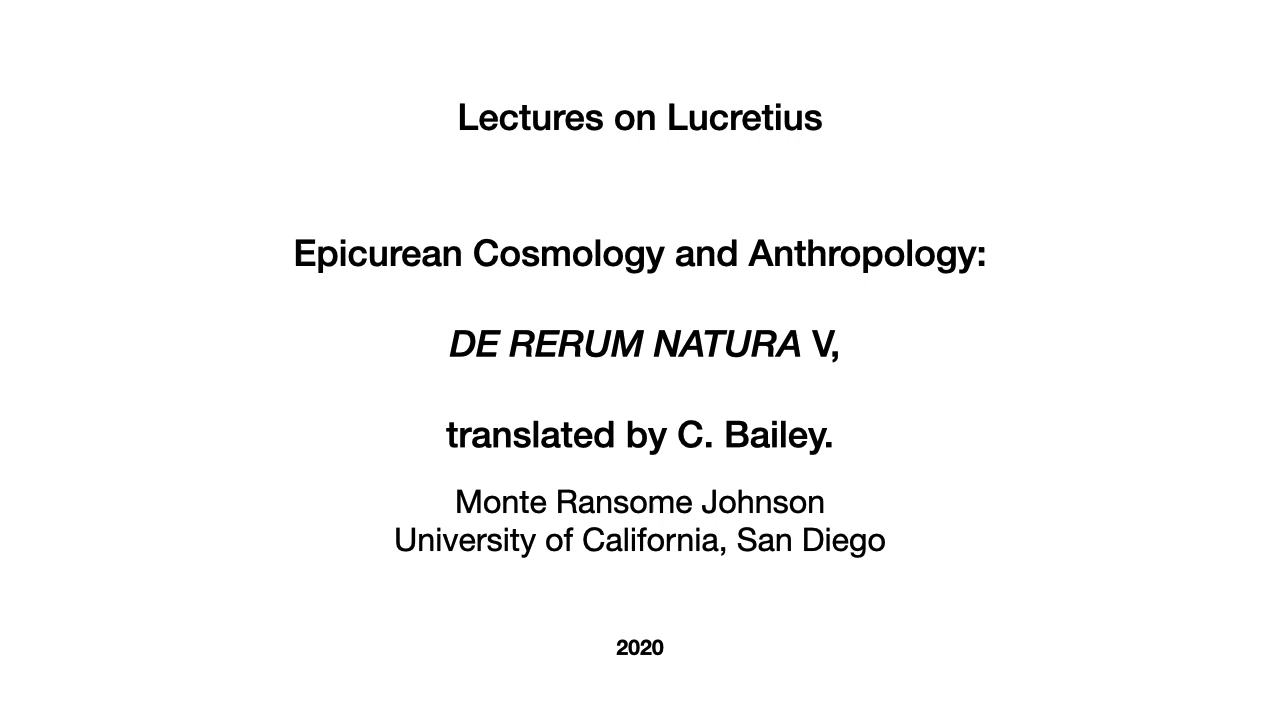 Lectures on Lucretius
Epicurean Cosmology and Anthropology:
DE RERUM NATURA V,
translated by C. Bailey.
Monte Ransome Johnson
University of California, San Diego
2020